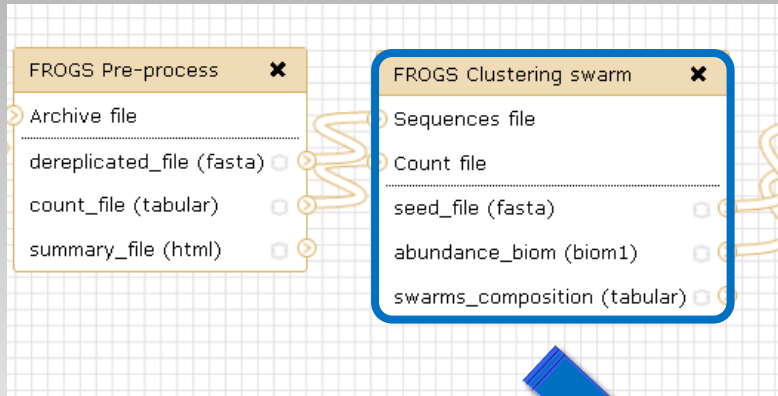 FROGS Pre-process
Archive file
dereplicated_file (fasta)
count_file (tabular)
summary_file (html)
FROGS Clustering swarm
Sequences file
Count file
seed_file (fasta)
abundance_biom (biom1)
swarms_composition (tabular)